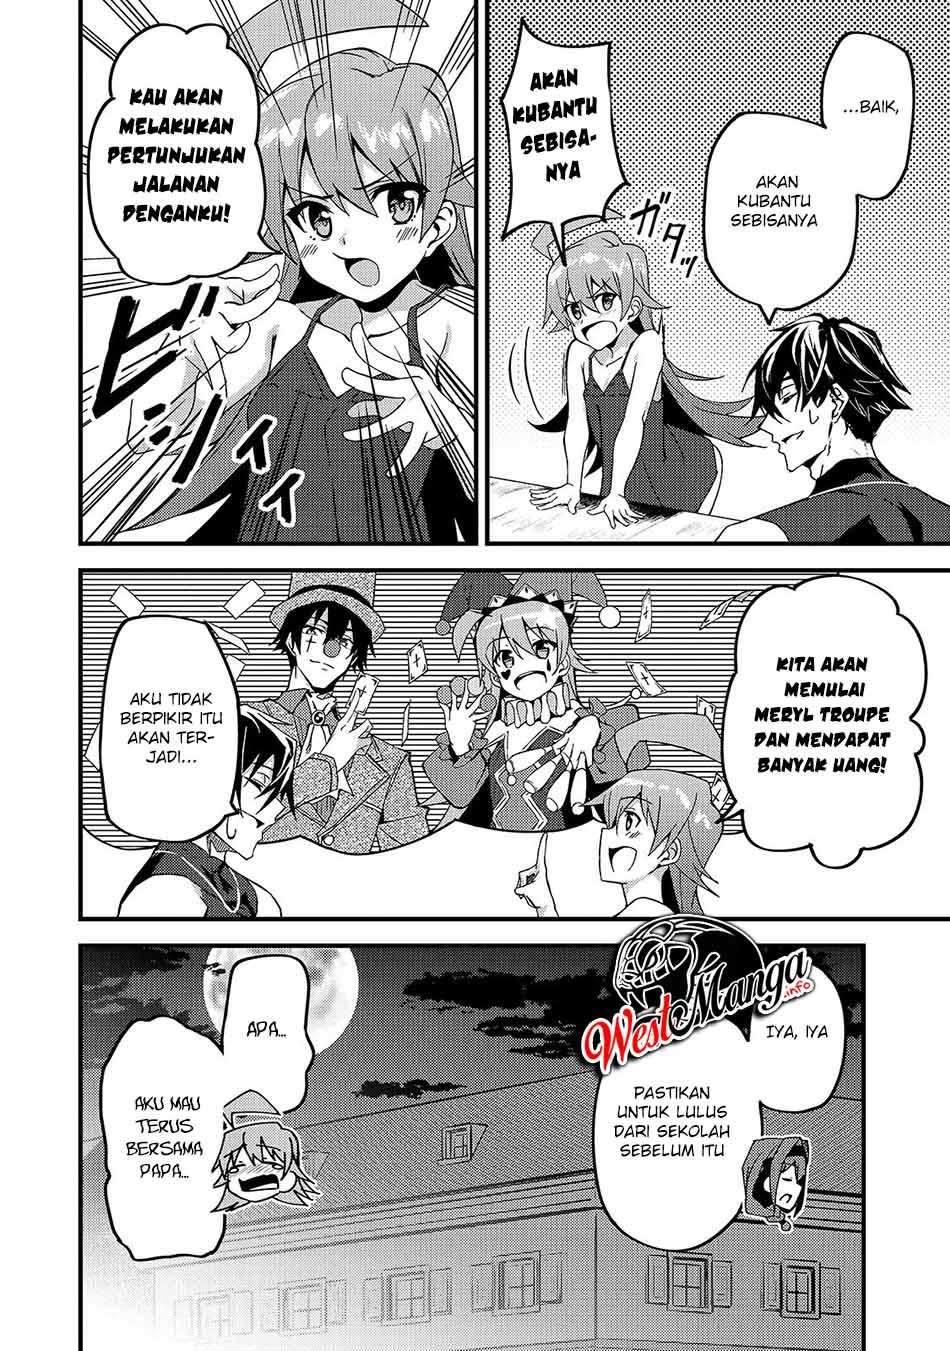 ...BAIK,
AKAN
KUBANTU
SEBISANYA
AKAN
KUBANTU
SEBISA-
NYA
ガタッ
KAU AKAN
MELAKUKAN
PERTUNJUKAN
JALANAN
DENGANKU!
ビシィィ
KITA AKAN
MEMULAI
MERYL TROUPE
DAN MENDAPAT
BANYAK UANG!
AKU TIDAK
BERPIKIR ITU
AKAN TER-
JADI...
IYA, IYA
PASTIKAN
UNTUK LULUS
DARI SEKOLAH
SEBELUM ITU
APA...
AKU MAU
TERUS
BERSAMA
PAPA...
WestManga
.info